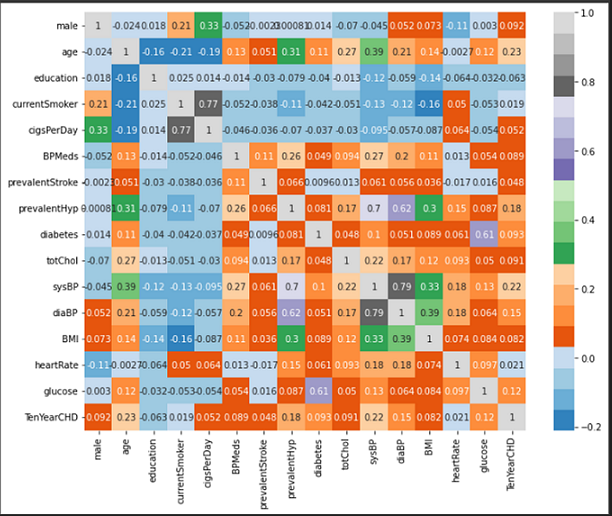 male 1 -0.024 0.018 0.21 0.33 -0.052 0.0023 0.00081 0.014 -0.07 -0.045 0.052 0.073 -0.11 0.003 0.092
age -0.024 1 -0.16 -0.21 -0.19 0.13 0.051 0.31 0.11 0.27 0.39 0.21 0.14 -0.0027 0.12 0.23
education 0.018 -0.16 1 0.025 0.014 -0.014 -0.03 -0.079 -0.04 -0.013 -0.12 -0.059 -0.14 -0.064 -0.032 -0.063
currentSmoker 0.21 -0.21 0.025 1 0.77 -0.052 -0.038 -0.11 -0.042 -0.051 -0.13 -0.12 -0.16 0.05 -0.053 0.019
cigsPerDay 0.33 -0.19 0.014 0.77 1 -0.046 -0.036 -0.07 -0.037 -0.03 -0.095 -0.057 -0.087 0.064 -0.054 0.052
BPMeds -0.052 0.13 -0.014 -0.052 -0.046 1 0.11 0.26 0.049 0.094 0.27 0.2 0.11 0.013 0.054 0.089
prevalentStroke -0.0023 0.051 -0.03 -0.038 -0.036 0.11 1 0.066 0.0096 0.013 0.061 0.056 0.036 -0.017 0.016 0.048
prevalentHyp 0.00081 0.31 -0.079 -0.11 -0.07 0.26 0.066 1 0.081 0.17 0.7 0.62 0.3 0.15 0.087 0.18
diabetes 0.014 0.11 -0.04 -0.042 -0.037 0.049 0.0096 0.081 1 0.048 0.1 0.051 0.089 0.061 0.61 0.093
totChol -0.07 0.27 -0.013 -0.051 -0.03 0.094 0.013 0.17 0.048 1 0.22 0.17 0.12 0.093 0.05 0.091
sysBP -0.045 0.39 -0.12 -0.13 -0.095 0.27 0.061 0.7 0.1 0.22 1 0.79 0.33 0.18 0.13 0.22
diaBP 0.052 0.21 -0.059 -0.12 -0.057 0.2 0.056 0.62 0.051 0.17 0.79 1 0.39 0.18 0.064 0.15
BMI 0.073 0.14 -0.14 -0.16 -0.087 0.11 0.036 0.3 0.089 0.12 0.33 0.39 1 0.074 0.084 0.082
heartRate -0.11 -0.0027 -0.064 0.05 0.064 0.013 -0.017 0.15 0.061 0.093 0.18 0.18 0.074 1 0.097 0.021
glucose 0.003 0.12 -0.032 -0.053 -0.054 0.054 0.016 0.087 0.61 0.05 0.13 0.064 0.084 0.097 1 0.12
TenYearCHD 0.092 0.23 -0.063 0.019 0.052 0.089 0.048 0.18 0.093 0.091 0.22 0.15 0.082 0.021 0.12 1
male age education currentSmoker cigsPerDay BPMeds prevalentStroke prevalentHyp diabetes totChol sysBP diaBP BMI heartRate glucose TenYearCHD
1.0
0.8
0.6
0.4
0.2
0.0
−0.2